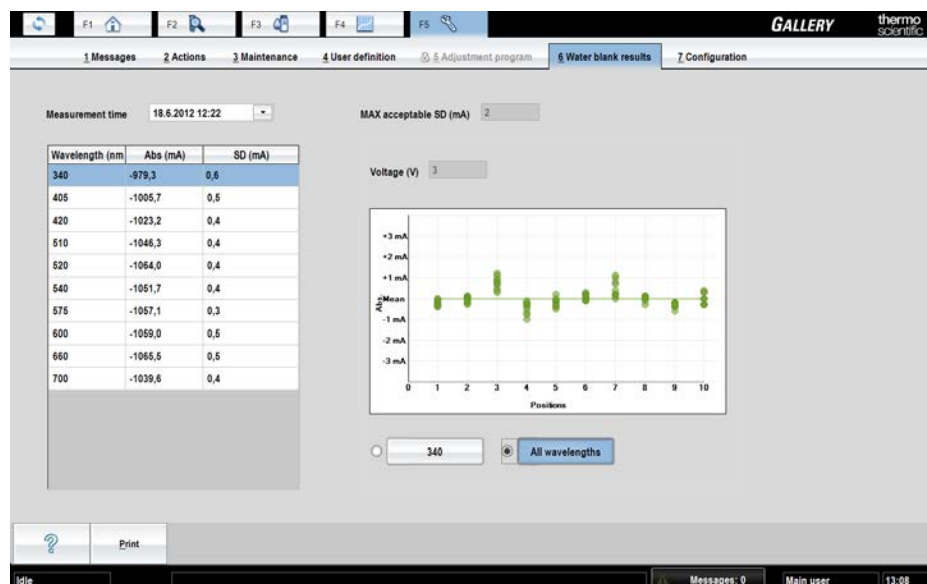 F1 F2 F3 F4 F5 GALLERY thermo scientific
1 Messages 2 Actions 3 Maintenance 4 User definition 5 Adjustment program 6 Water blank results 7 Configuration
Measurement time 18.6.2012 12:22 MAX acceptable SD (mA) 2
Wavelength (nm Abs (mA) SD (mA)
340 -979,3 0,6
405 -1005,7 0,5
420 -1023,2 0,4
510 -1046,3 0,4
520 -1064,0 0,4
540 -1051,7 0,4
575 -1057,1 0,3
600 -1059,0 0,5
660 -1065,5 0,5
700 -1039,6 0,4
Voltage (V) 3
+3 mA
+2 mA
+1 mA
Mean
-1 mA
-2 mA
-3 mA
Abs.
0 1 2 3 4 5 6 7 8 9 10
Positions
340 All wavelengths
? Print
Idle Messages: 0 Main user 13:08